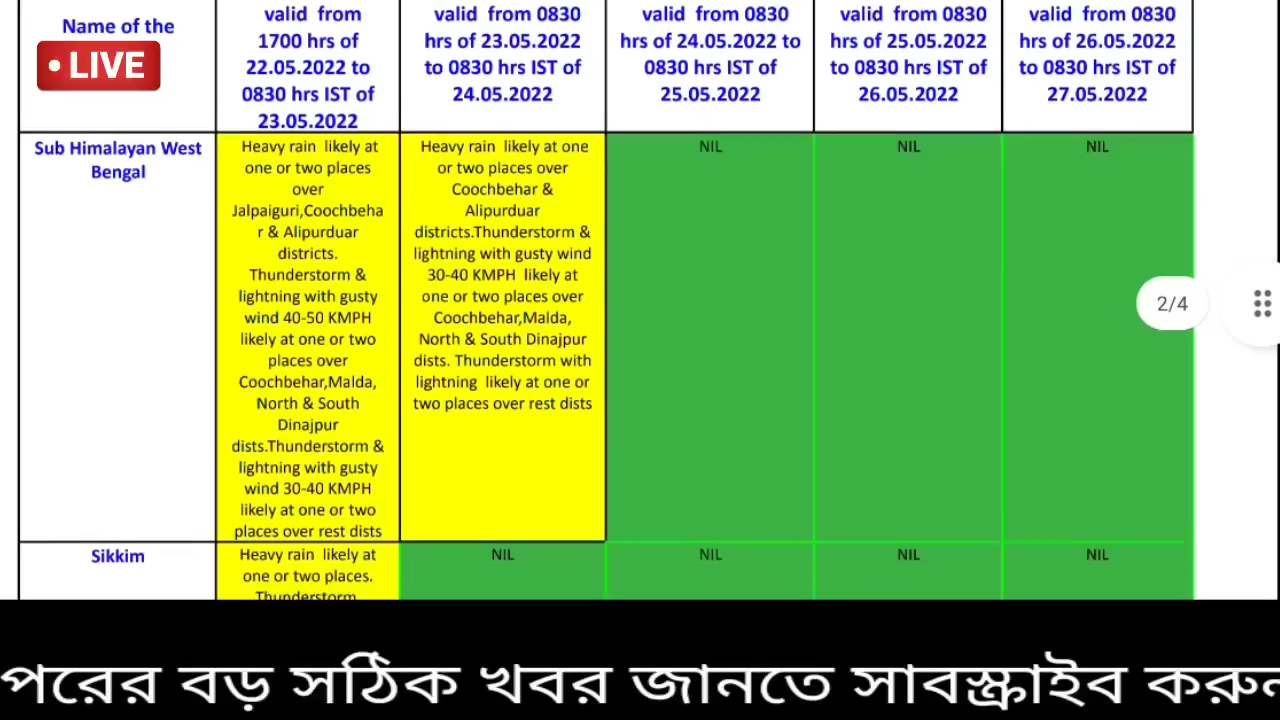 Name of the
• LIVE
valid from
1700 hrs of
22.05.2022 to
0830 hrs IST of
23.05.2022
valid from 0830
hrs of 23.05.2022
to 0830 hrs IST of
24.05.2022
valid from 0830
hrs of 24.05.2022 to
0830 hrs IST of
25.05.2022
valid from 0830
hrs of 25.05.2022
to 0830 hrs IST of
26.05.2022
valid from 0830
hrs of 26.05.2022
to 0830 hrs IST of
27.05.2022
Sub Himalayan West
Bengal
Heavy rain likely at
one or two places
over
Jalpaiguri,Coochbeha
r & Alipurduar
districts.
Thunderstorm &
lightning with gusty
wind 40-50 KMPH
likely at one or two
places over
Coochbehar,Malda,
North & South
Dinajpur
dists.Thunderstorm &
lightning with gusty
wind 30-40 KMPH
likely at one or two
places over rest dists
Heavy rain likely at one
or two places over
Coochbehar &
Alipurduar
districts.Thunderstorm &
lightning with gusty wind
30-40 KMPH likely at
one or two places over
Coochbehar,Malda,
North & South Dinajpur
dists. Thunderstorm with
lightning likely at one or
two places over rest dists
NIL
NIL
NIL
2/4
Sikkim
Heavy rain likely at
one or two places.
Thunderstorm
NIL
NIL
NIL
NIL
পরের বড় সঠিক খবর জানতে সাবস্ক্রাইব করুন